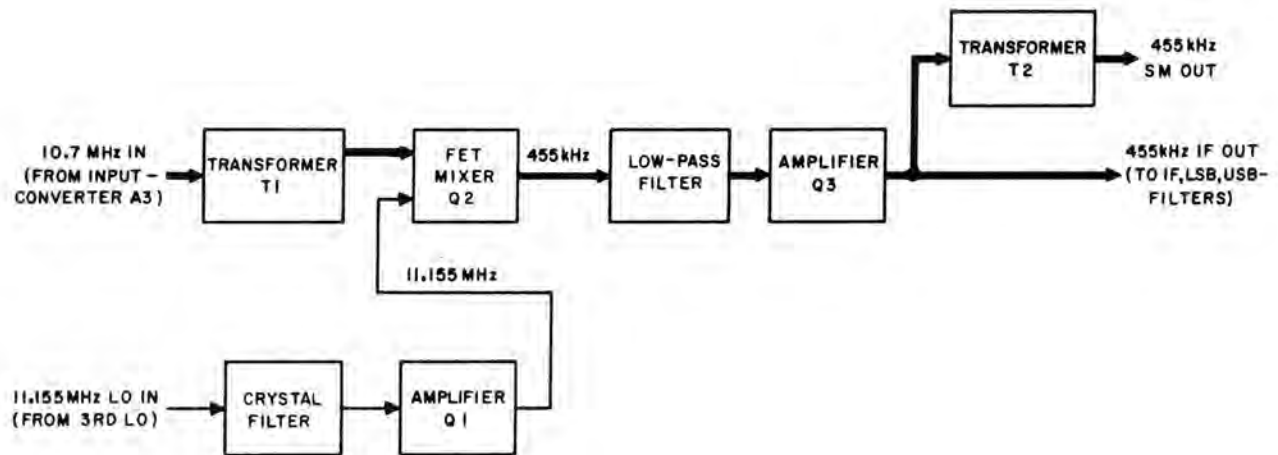 TRANSFORMER
T2
455kHz
SM OUT
10.7 MHz IN
(FROM INPUT-
CONVERTER A3)
TRANSFORMER
T1
FET
MIXER
Q2
455kHz
LOW-PASS
FILTER
AMPLIFIER
Q3
455kHz IF OUT
(TO IF,LSB,USB-
FILTERS)
11.155 MHz
11.155MHz LO IN
(FROM 3RD LO)
CRYSTAL
FILTER
AMPLIFIER
Q1